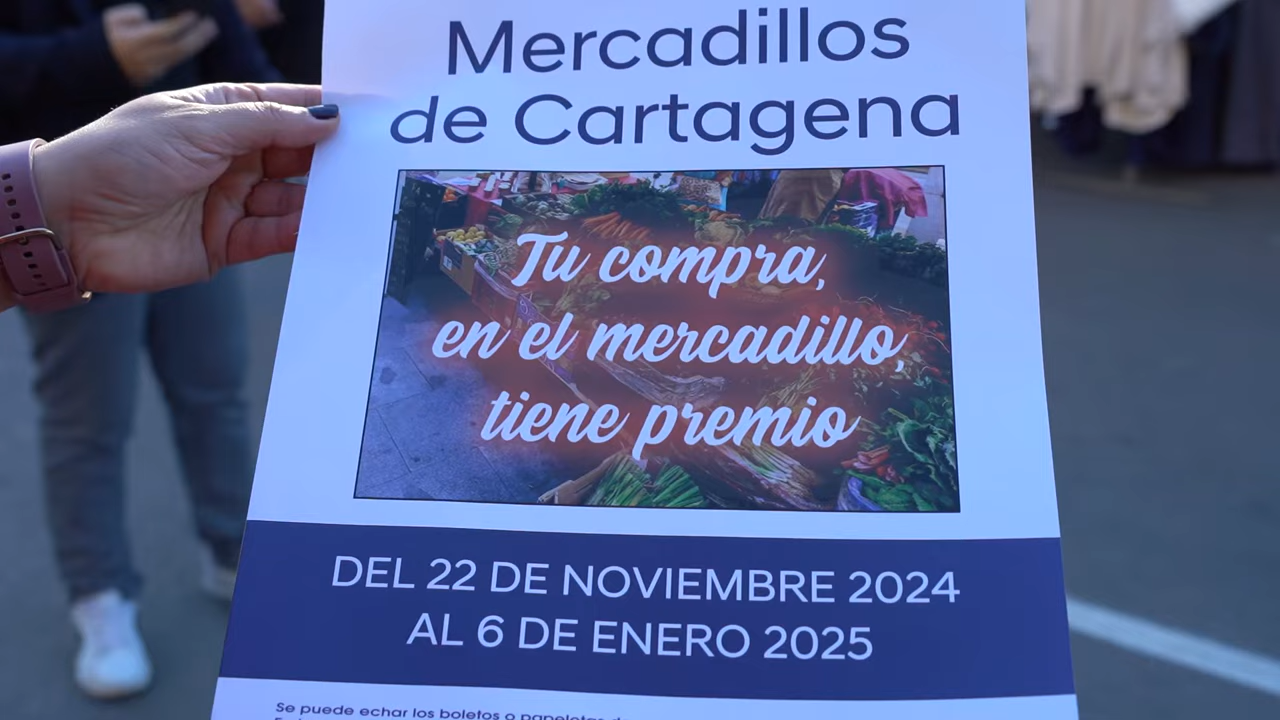 Mercadillos
de Cartagena
Tu compra,
en el mercadillo,
tiene premio
DEL 22 DE NOVIEMBRE 2024
AL 6 DE ENERO 2025
Se puede echar los boletos o papeletas